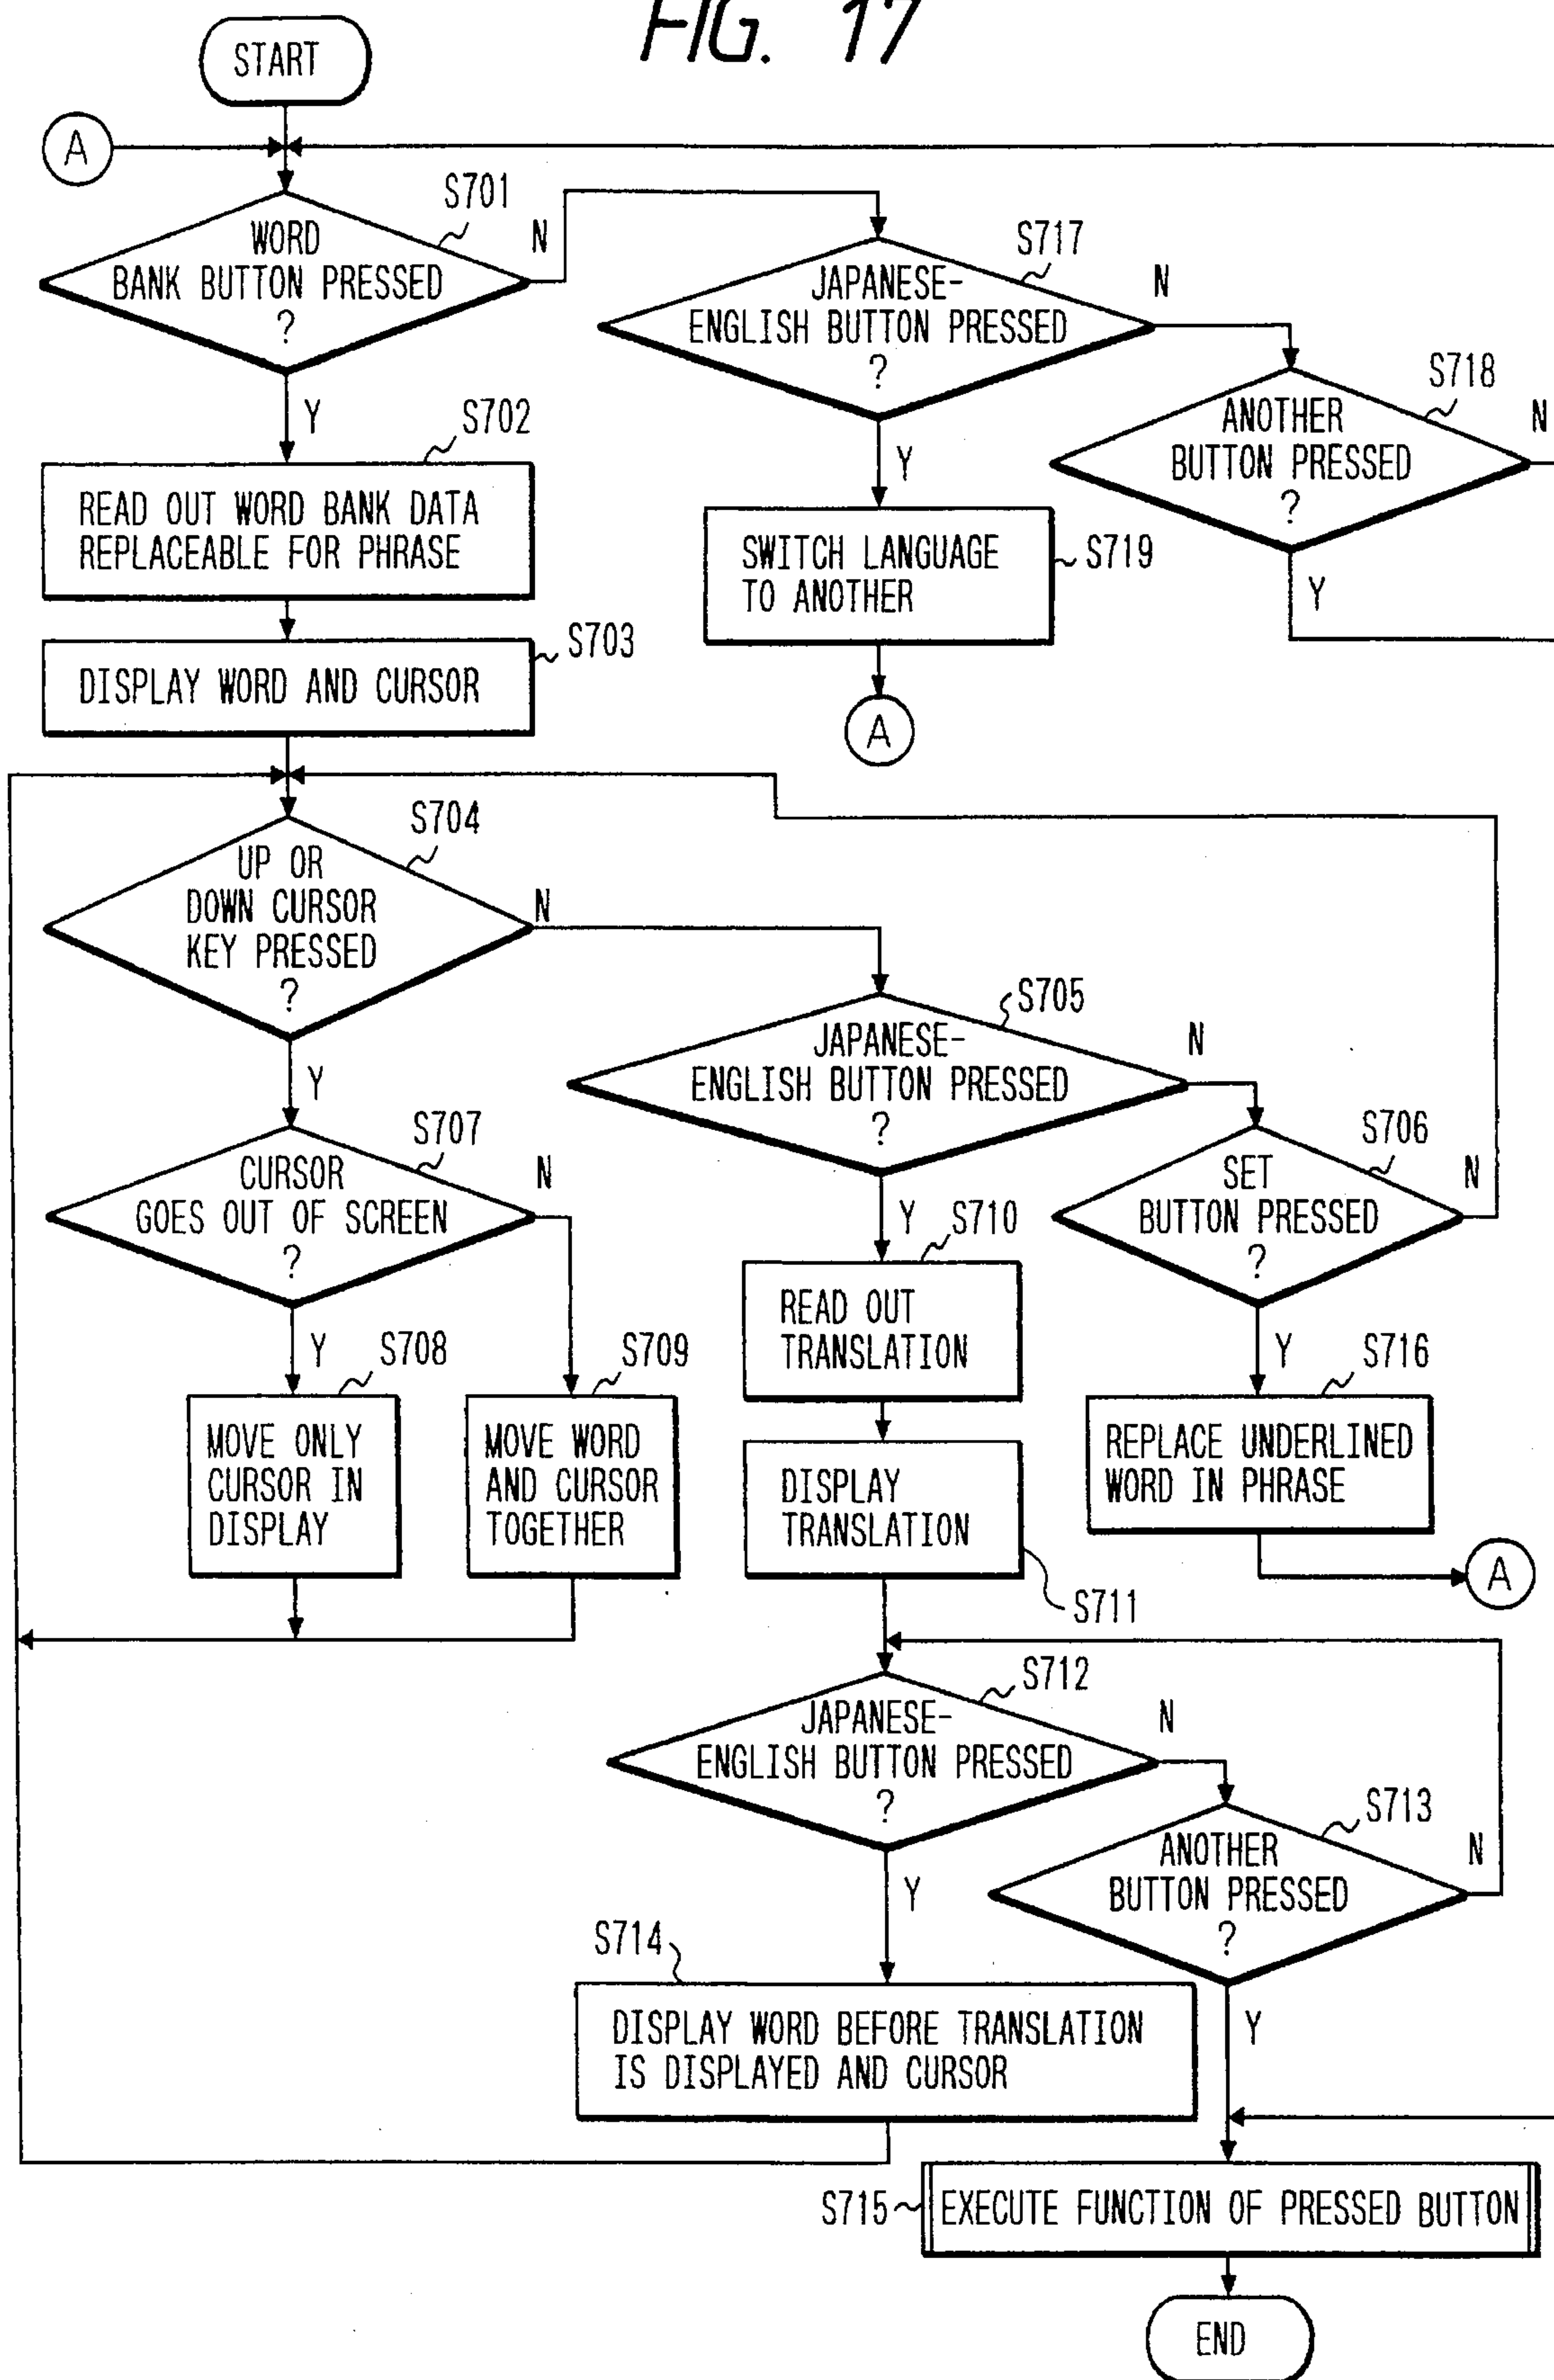 FIG. 17
START
A
S701
WORD
BANK BUTTON PRESSED
?
N
Y
S717
JAPANESE-
ENGLISH BUTTON PRESSED
?
N
Y
S718
ANOTHER
BUTTON PRESSED
?
N
Y
S702
READ OUT WORD BANK DATA
REPLACEABLE FOR PHRASE
S719
SWITCH LANGUAGE
TO ANOTHER
A
S703
DISPLAY WORD AND CURSOR
S704
UP OR
DOWN CURSOR
KEY PRESSED
?
N
Y
S705
JAPANESE-
ENGLISH BUTTON PRESSED
?
N
Y
S706
SET
BUTTON PRESSED
?
N
Y
S707
CURSOR
GOES OUT OF SCREEN
?
N
Y
S708
MOVE ONLY
CURSOR IN
DISPLAY
S709
MOVE WORD
AND CURSOR
TOGETHER
S710
READ OUT
TRANSLATION
S711
DISPLAY
TRANSLATION
S716
REPLACE UNDERLINED
WORD IN PHRASE
A
S712
JAPANESE-
ENGLISH BUTTON PRESSED
?
N
Y
S713
ANOTHER
BUTTON PRESSED
?
N
Y
S714
DISPLAY WORD BEFORE TRANSLATION
IS DISPLAYED AND CURSOR
S715
EXECUTE FUNCTION OF PRESSED BUTTON
END